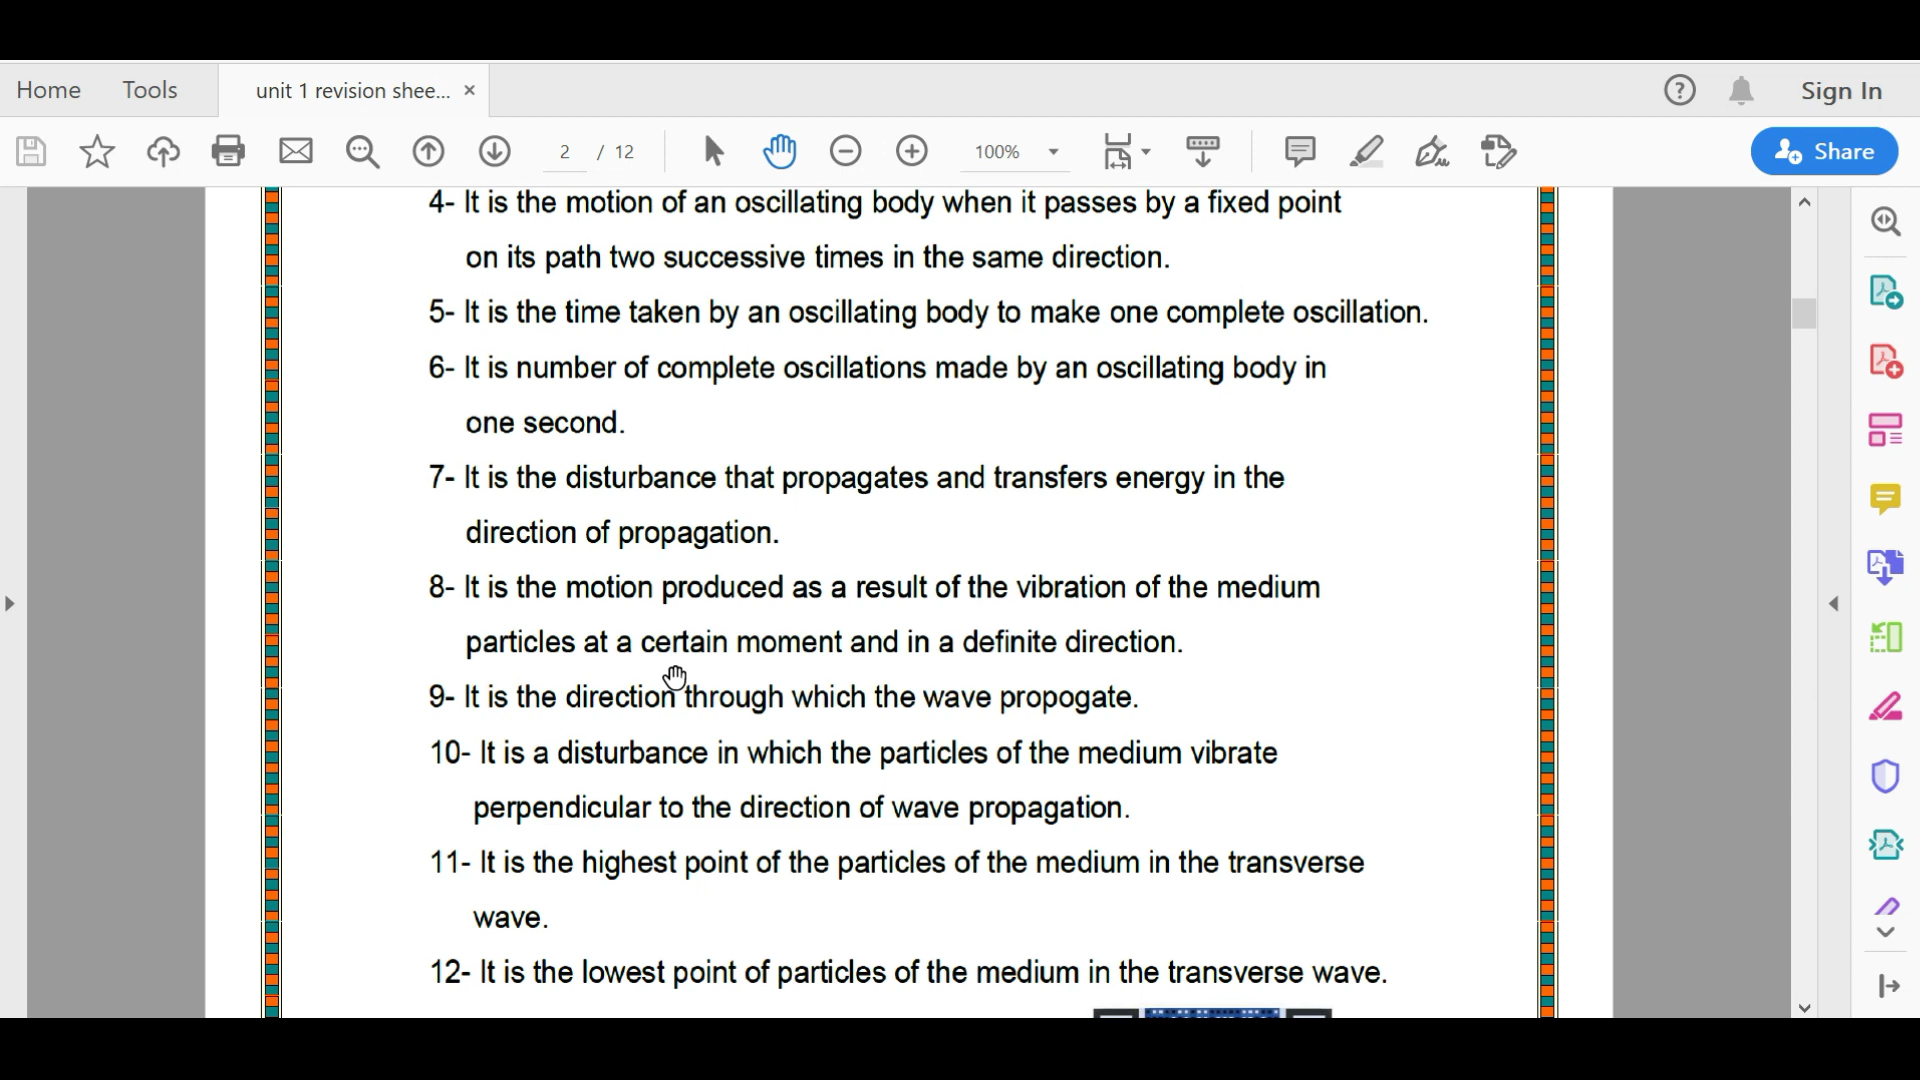 Home Tools unit 1 revision shee... × Sign In
2 / 12 100% Share
4- It is the motion of an oscillating body when it passes by a fixed point
on its path two successive times in the same direction.
5- It is the time taken by an oscillating body to make one complete oscillation.
6- It is number of complete oscillations made by an oscillating body in
one second.
7- It is the disturbance that propagates and transfers energy in the
direction of propagation.
8- It is the motion produced as a result of the vibration of the medium
particles at a certain moment and in a definite direction.
9- It is the direction through which the wave propogate.
10- It is a disturbance in which the particles of the medium vibrate
perpendicular to the direction of wave propagation.
11- It is the highest point of the particles of the medium in the transverse
wave.
12- It is the lowest point of particles of the medium in the transverse wave.